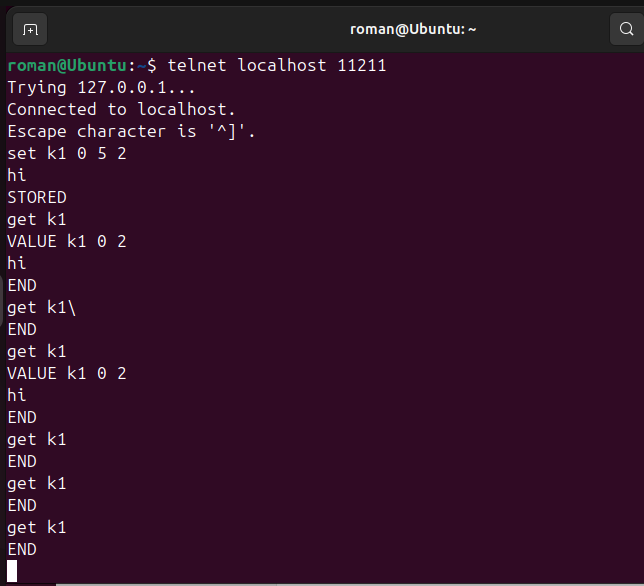 roman@Ubuntu: ~
roman@Ubuntu:~$ telnet localhost 11211
Trying 127.0.0.1...
Connected to localhost.
Escape character is '^]'.
set k1 0 5 2
hi
STORED
get k1
VALUE k1 0 2
hi
END
get k1\
END
get k1
VALUE k1 0 2
hi
END
get k1
END
get k1
END
get k1
END